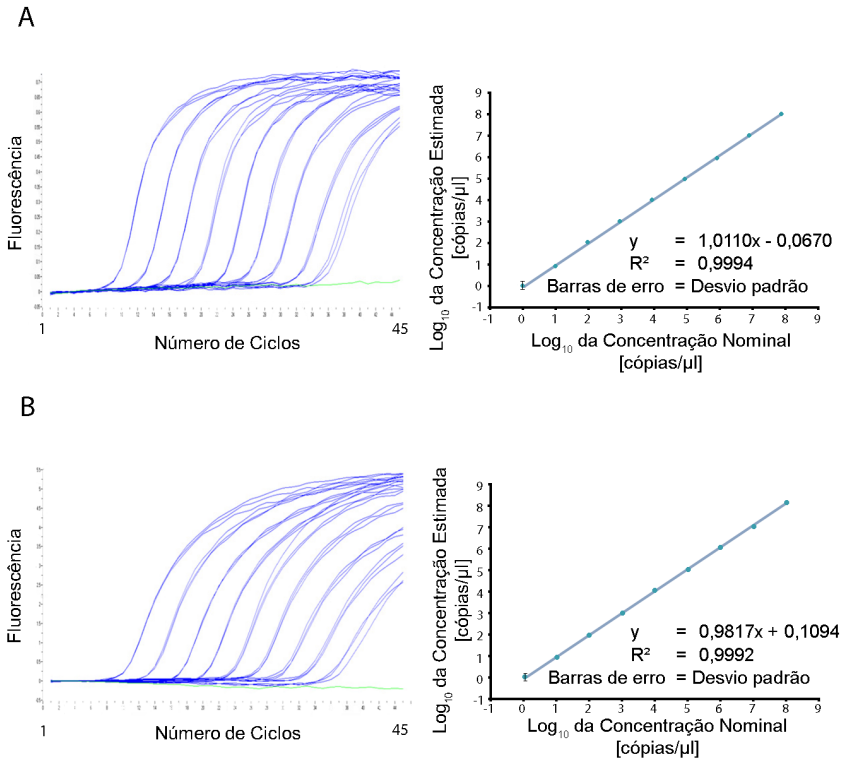 A
Fluorescência
1
45
Número de Ciclos
Log10 da Concentração Estimada
[cópias/µl]
9
8
7
6
5
4
3
2
1
0
-1
y = 1,0110x - 0,0670
R² = 0,9994
Barras de erro = Desvio padrão
-1 0 1 2 3 4 5 6 7 8 9
Log10 da Concentração Nominal
[cópias/µl]
B
Fluorescência
1
45
Número de Ciclos
Log10 da Concentração Estimada
[cópias/µl]
9
8
7
6
5
4
3
2
1
0
-1
y = 0,9817x + 0,1094
R² = 0,9992
Barras de erro = Desvio padrão
-1 0 1 2 3 4 5 6 7 8 9
Log10 da Concentração Nominal
[cópias/µl]